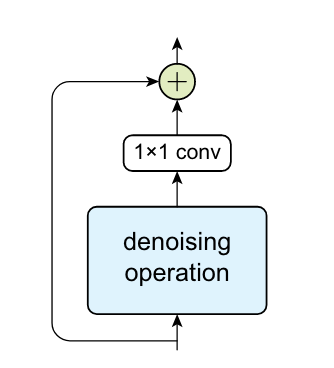 +
1×1 conv
denoising
operation